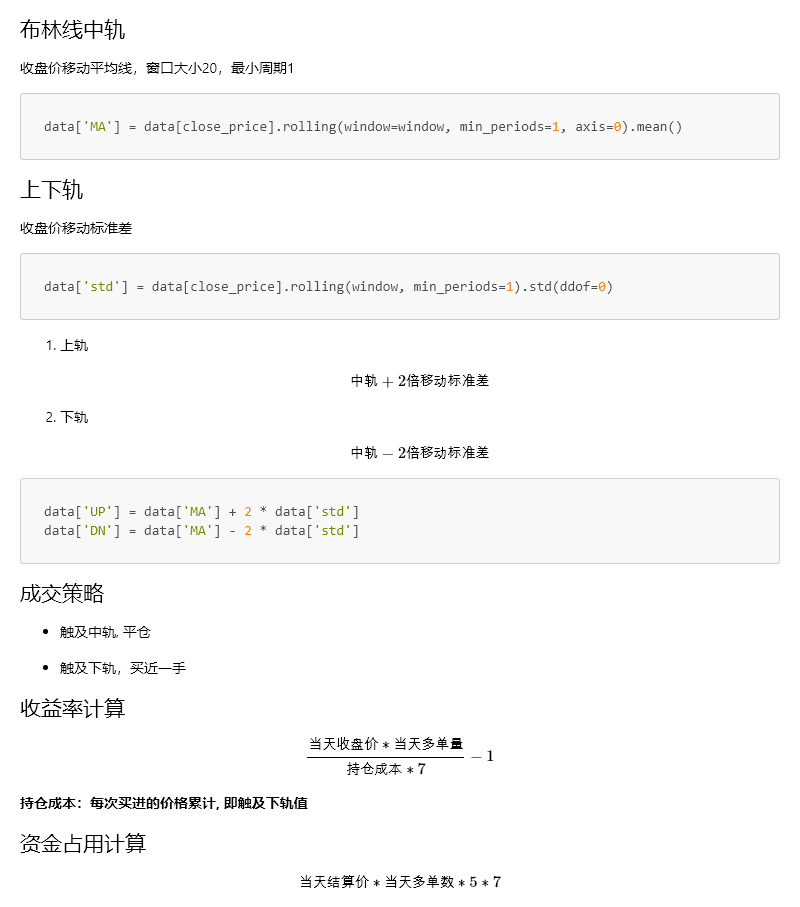 布林线中轨
收盘价移动平均线，窗口大小20，最小周期1
data['MA'] = data[close_price].rolling(window=window, min_periods=1, axis=0).mean()
上下轨
收盘价移动标准差
data['std'] = data[close_price].rolling(window, min_periods=1).std(ddof=0)
1. 上轨
中轨 + 2倍移动标准差
2. 下轨
中轨 − 2倍移动标准差
data['UP'] = data['MA'] + 2 * data['std']
data['DN'] = data['MA'] - 2 * data['std']
成交策略
• 触及中轨, 平仓
• 触及下轨，买近一手
收益率计算
当天收盘价 * 当天多单量
持仓成本 * 7
− 1
持仓成本：每次买进的价格累计, 即触及下轨值
资金占用计算
当天结算价 * 当天多单数 * 5 * 7